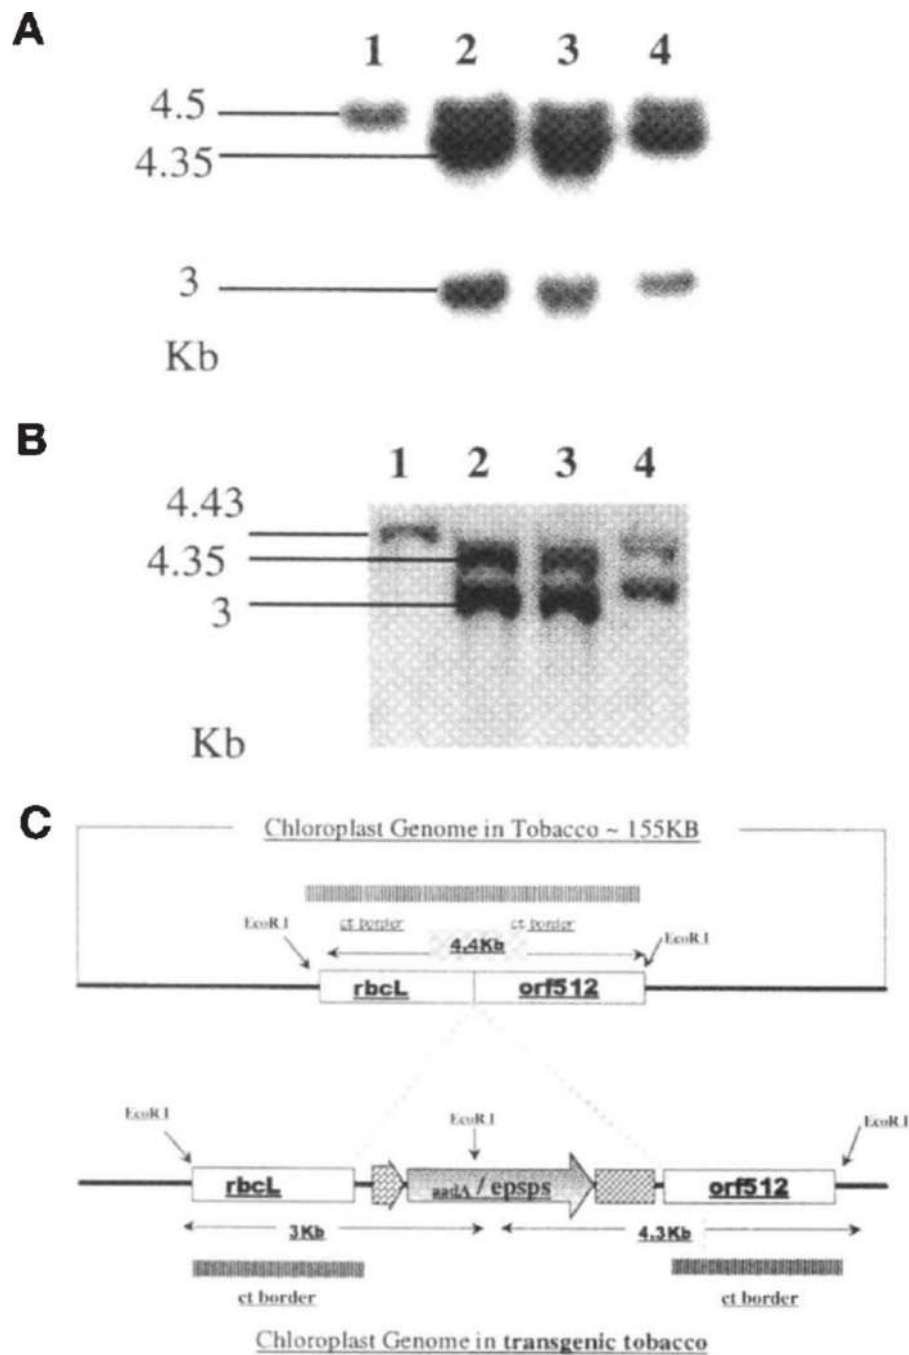 A
1 2 3 4
4.5
4.35
3
Kb
B
1 2 3 4
4.43
4.35
3
Kb
C
Chloroplast Genome in Tobacco ~ 155KB
ct border ct border
EcoR I 4.4Kb EcoR I
rbcL orf512
EcoR I EcoR I EcoR I
rbcL aadA / epsps orf512
3Kb 4.3Kb
ct border ct border
Chloroplast Genome in transgenic tobacco